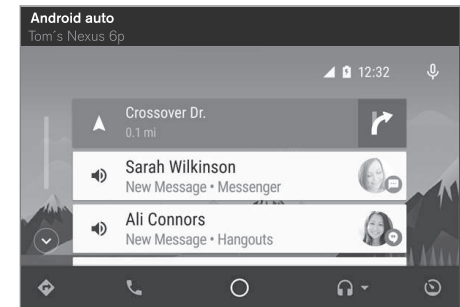 Android auto
Tom´s Nexus 6p
12:32
Crossover Dr.
0.1 mi
Sarah Wilkinson
New Message • Messenger
Ali Connors
New Message • Hangouts